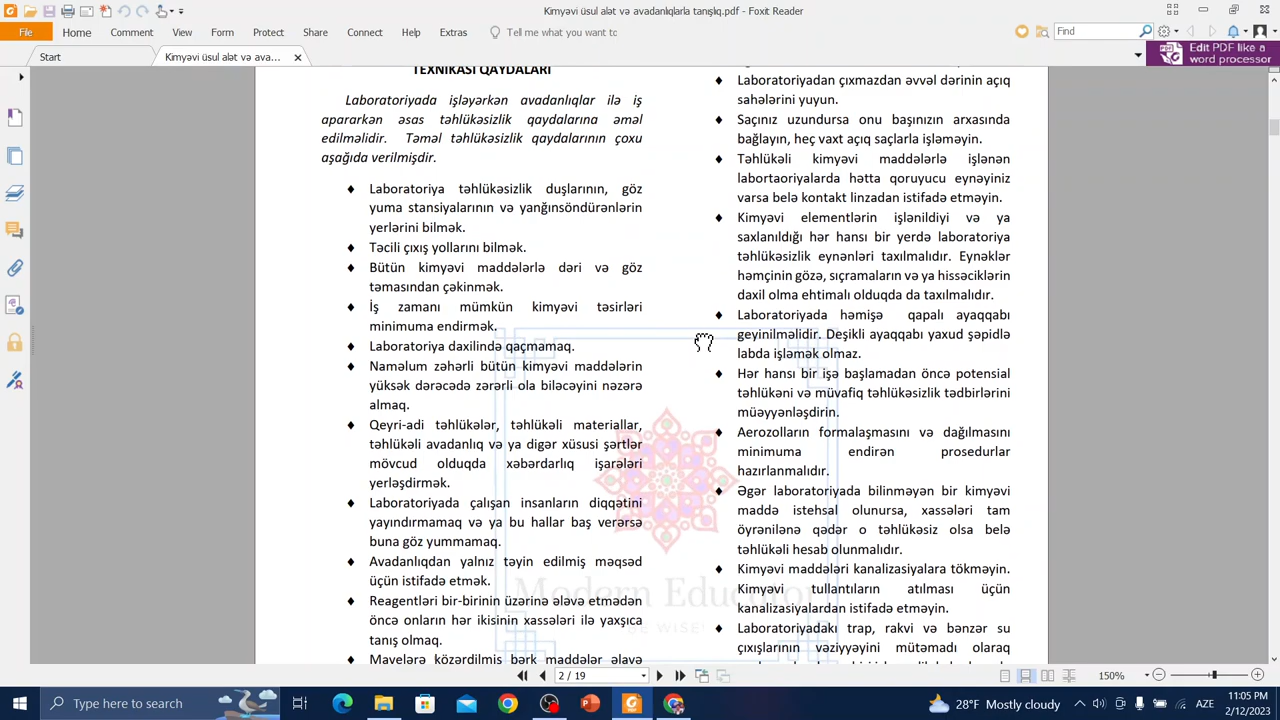 Kimyəvi üsul alət və avadanlıqlarla tanışlıq.pdf - Foxit Reader
File Home Comment View Form Protect Share Connect Help Extras Tell me what you want to
Find
Start Kimyəvi üsul alət və ava...
Edit PDF like a
word processor
TEXNİKASI QAYDALARI
Laboratoriyada işləyərkən avadanlıqlar ilə iş
apararkən əsas təhlükəsizlik qaydalarına əməl
edilməlidir. Təməl təhlükəsizlik qaydalarının çoxu
aşağıda verilmişdir.
♦ Laboratoriya təhlükəsizlik duşlarının, göz
yuma stansiyalarının və yanğınsöndürənlərin
yerlərini bilmək.
♦ Təcili çıxış yollarını bilmək.
♦ Bütün kimyəvi maddələrlə dəri və göz
təmasından çəkinmək.
♦ İş zamanı mümkün kimyəvi təsirləri
minimuma endirmək.
♦ Laboratoriya daxilində qaçmamaq.
♦ Naməlum zəhərli bütün kimyəvi maddələrin
yüksək dərəcədə zərərli ola biləcəyini nəzərə
almaq.
♦ Qeyri-adi təhlükələr, təhlükəli materiallar,
təhlükəli avadanlıq və ya digər xüsusi şərtlər
mövcud olduqda xəbərdarlıq işarələri
yerləşdirmək.
♦ Laboratoriyada çalışan insanların diqqətini
yayındırmamaq və ya bu hallar baş verərsə
buna göz yummamaq.
♦ Avadanlıqdan yalnız təyin edilmiş məqsəd
üçün istifadə etmək.
♦ Reagentləri bir-birinin üzərinə əlavə etmədən
öncə onların hər ikisinin xassələri ilə yaxşıca
tanış olmaq.
♦ Mayelərə közərdilmiş bərk maddələr əlavə
♦ Laboratoriyadan çıxmazdan əvvəl dərinin açıq
sahələrini yuyun.
♦ Saçınız uzundursa onu başınızın arxasında
bağlayın, heç vaxt açıq saçlarla işləməyin.
♦ Təhlükəli kimyəvi maddələrlə işlənən
labortaoriyalarda hətta qoruyucu eynəyiniz
varsa belə kontakt linzadan istifadə etməyin.
♦ Kimyəvi elementlərin işlənildiyi və ya
saxlanıldığı hər hansı bir yerdə laboratoriya
təhlükəsizlik eynənləri taxılmalıdır. Eynəklər
həmçinin gözə, sıçramaların və ya hissəciklərin
daxil olma ehtimalı olduqda da taxılmalıdır.
♦ Laboratoriyada həmişə qapalı ayaqqabı
geyinilməlidir. Deşikli ayaqqabı yaxud şəpidlə
labda işləmək olmaz.
♦ Hər hansı bir işə başlamadan öncə potensial
təhlükəni və müvafiq təhlükəsizlik tədbirlərini
müəyyənləşdirin.
♦ Aerozolların formalaşmasını və dağılmasını
minimuma endirən prosedurlar
hazırlanmalıdır.
♦ Əgər laboratoriyada bilinməyən bir kimyəvi
maddə istehsal olunursa, xassələri tam
öyrənilənə qədər o təhlükəsiz olsa belə
təhlükəli hesab olunmalıdır.
♦ Kimyəvi maddələri kanalizasiyalara tökməyin.
Kimyəvi tullantıların atılması üçün
kanalizasiyalardan istifadə etməyin.
♦ Laboratoriyadakı trap, rakvi və bənzər su
çıxışlarının vəziyyəyini mütəmadı olaraq
Modern Educator
BE WISE!
2 / 19
150%
Type here to search
28°F Mostly cloudy
AZE
11:05 PM
2/12/2023